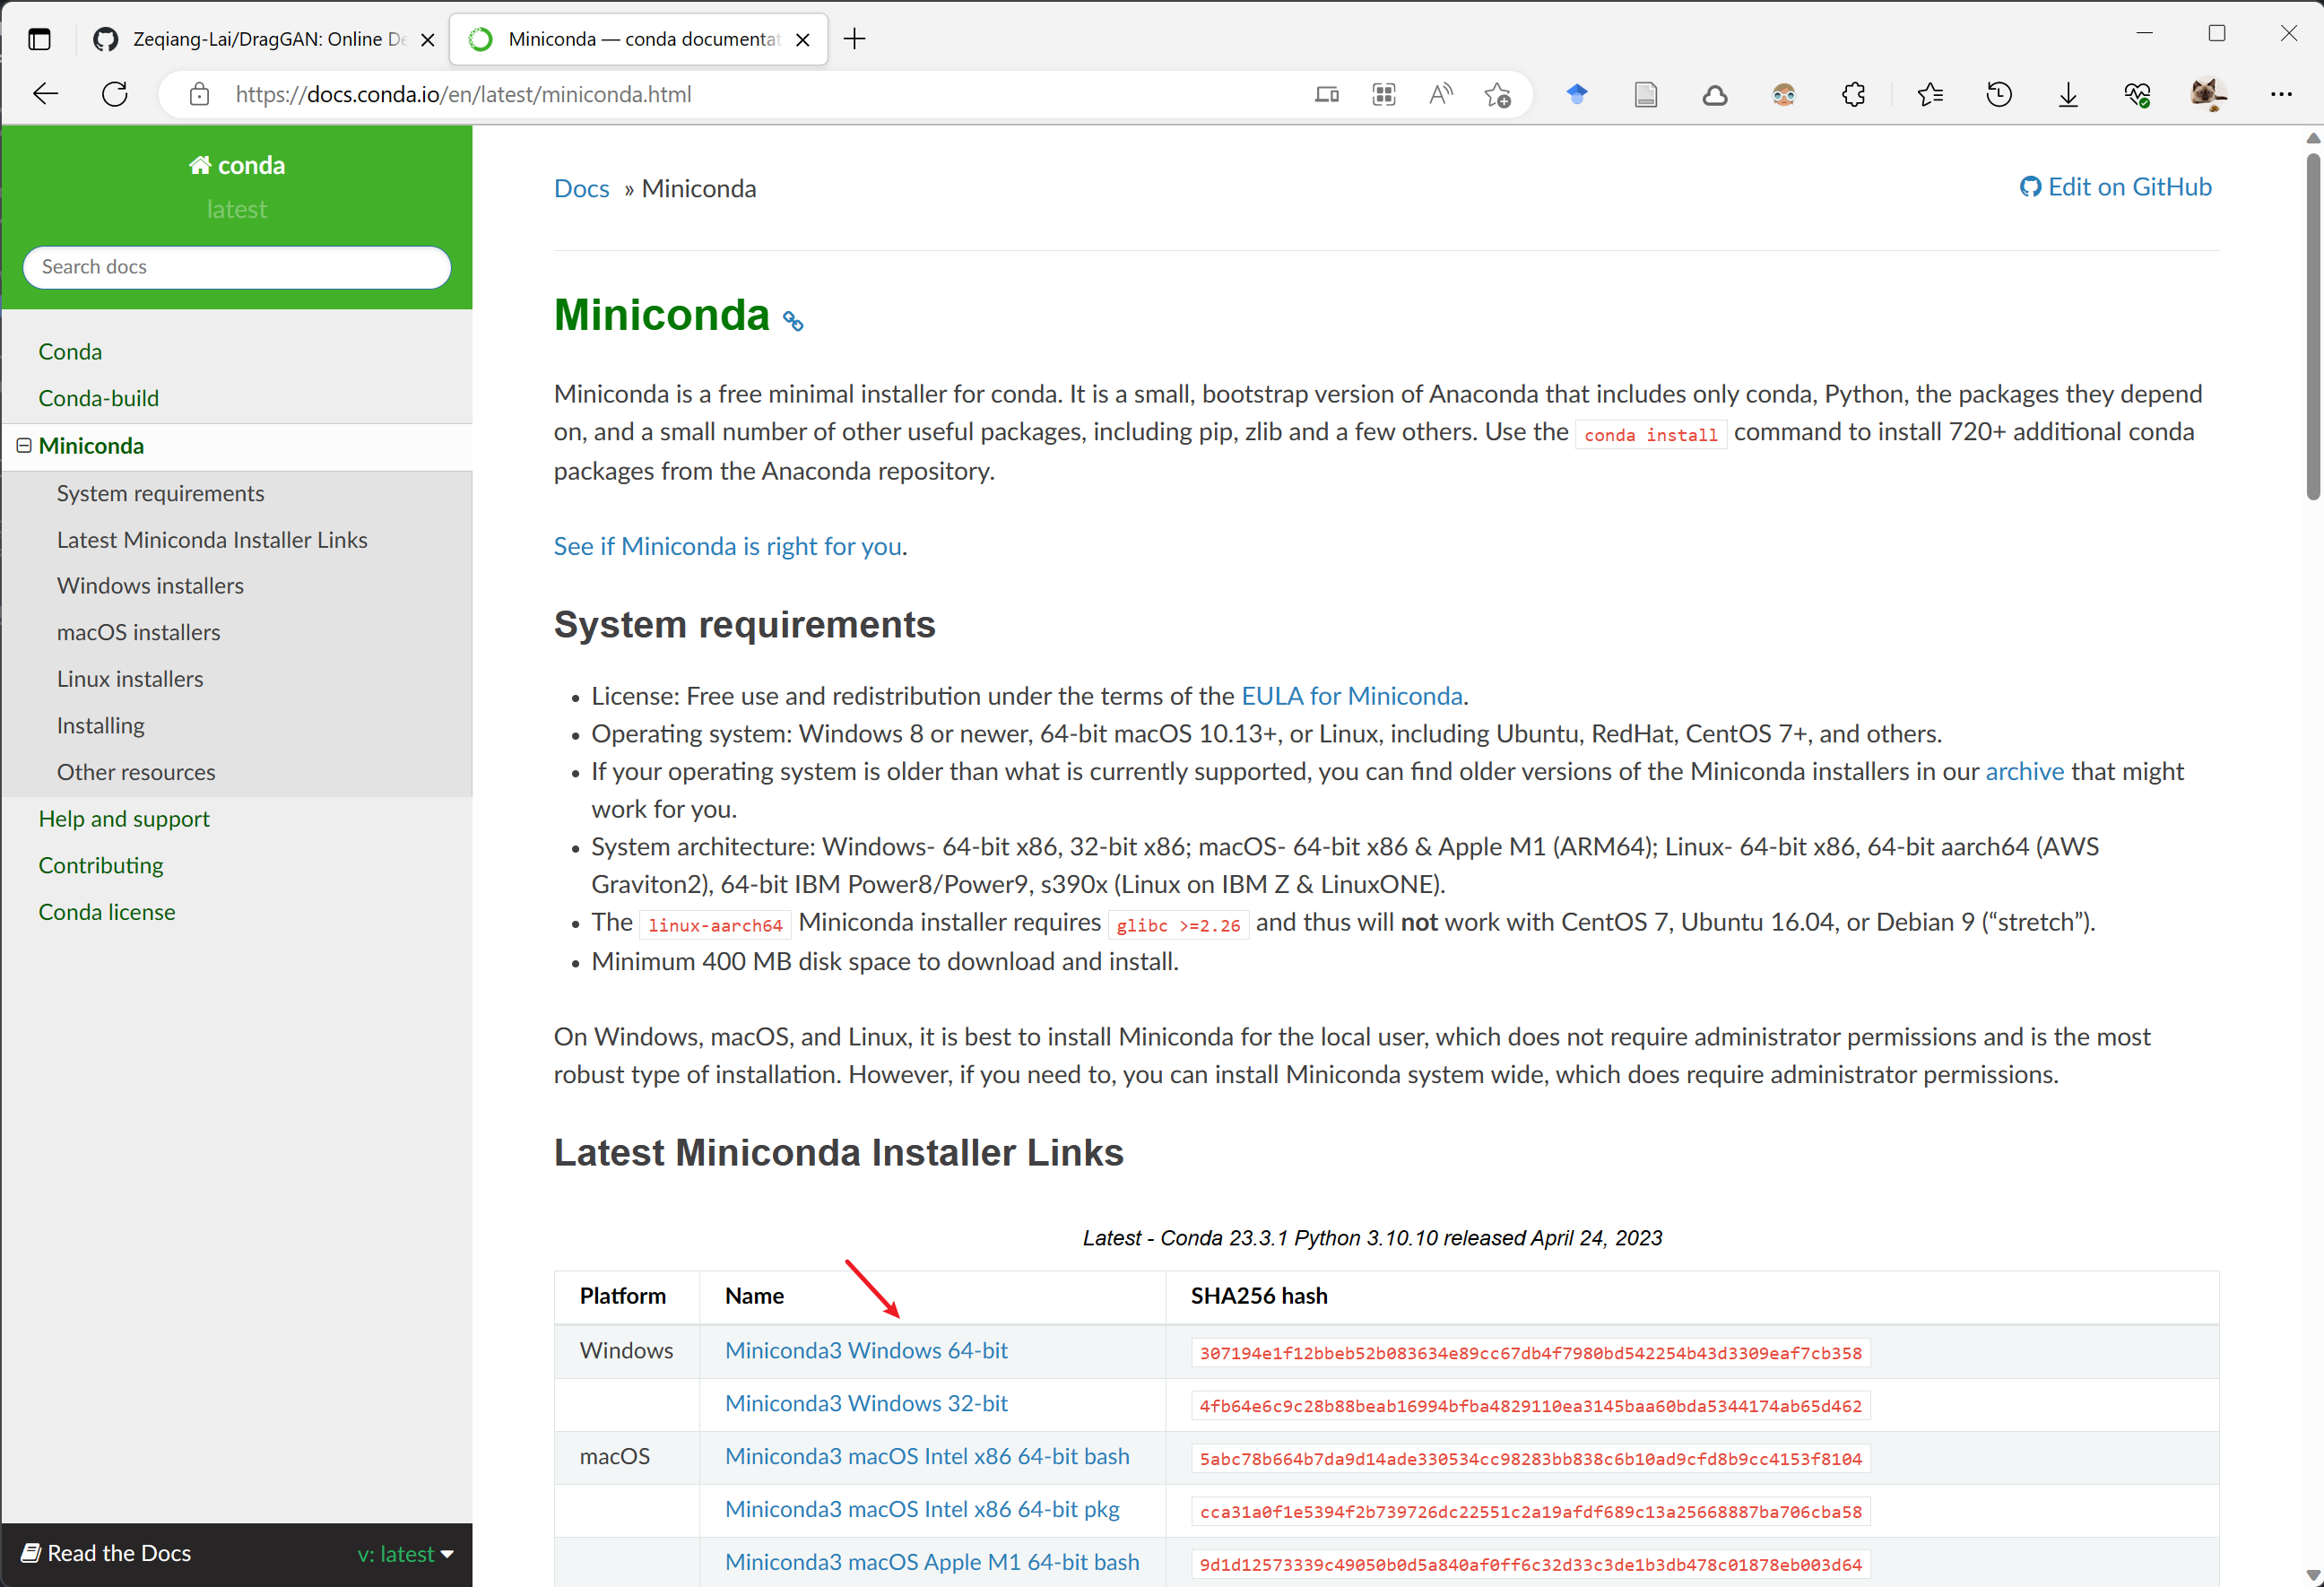 Zeqiang-Lai/DragGAN: Online De
Miniconda — conda documentat
https://docs.conda.io/en/latest/miniconda.html
conda
latest
Search docs
Conda
Conda-build
Miniconda
System requirements
Latest Miniconda Installer Links
Windows installers
macOS installers
Linux installers
Installing
Other resources
Help and support
Contributing
Conda license
Read the Docs
v: latest
Docs » Miniconda
Edit on GitHub
Miniconda
Miniconda is a free minimal installer for conda. It is a small, bootstrap version of Anaconda that includes only conda, Python, the packages they depend
on, and a small number of other useful packages, including pip, zlib and a few others. Use the conda install command to install 720+ additional conda
packages from the Anaconda repository.
See if Miniconda is right for you.
System requirements
• License: Free use and redistribution under the terms of the EULA for Miniconda.
• Operating system: Windows 8 or newer, 64-bit macOS 10.13+, or Linux, including Ubuntu, RedHat, CentOS 7+, and others.
• If your operating system is older than what is currently supported, you can find older versions of the Miniconda installers in our archive that might
work for you.
• System architecture: Windows- 64-bit x86, 32-bit x86; macOS- 64-bit x86 & Apple M1 (ARM64); Linux- 64-bit x86, 64-bit aarch64 (AWS
Graviton2), 64-bit IBM Power8/Power9, s390x (Linux on IBM Z & LinuxONE).
• The linux-aarch64 Miniconda installer requires glibc >=2.26 and thus will not work with CentOS 7, Ubuntu 16.04, or Debian 9 (“stretch”).
• Minimum 400 MB disk space to download and install.
On Windows, macOS, and Linux, it is best to install Miniconda for the local user, which does not require administrator permissions and is the most
robust type of installation. However, if you need to, you can install Miniconda system wide, which does require administrator permissions.
Latest Miniconda Installer Links
Latest - Conda 23.3.1 Python 3.10.10 released April 24, 2023
Platform Name SHA256 hash
Windows Miniconda3 Windows 64-bit 307194e1f12bbeb52b083634e89cc67db4f7980bd542254b43d3309eaf7cb358
Miniconda3 Windows 32-bit 4fb64e6c9c28b88beab16994bfba4829110ea3145baa60bda5344174ab65d462
macOS Miniconda3 macOS Intel x86 64-bit bash 5abc78b664b7da9d14ade330534cc98283bb838c6b10ad9cfd8b9cc4153f8104
Miniconda3 macOS Intel x86 64-bit pkg cca31a0f1e5394f2b739726dc22551c2a19afdf689c13a25668887ba706cba58
Miniconda3 macOS Apple M1 64-bit bash 9d1d12573339c49050b0d5a840af0ff6c32d33c3de1b3db478c01878eb003d64